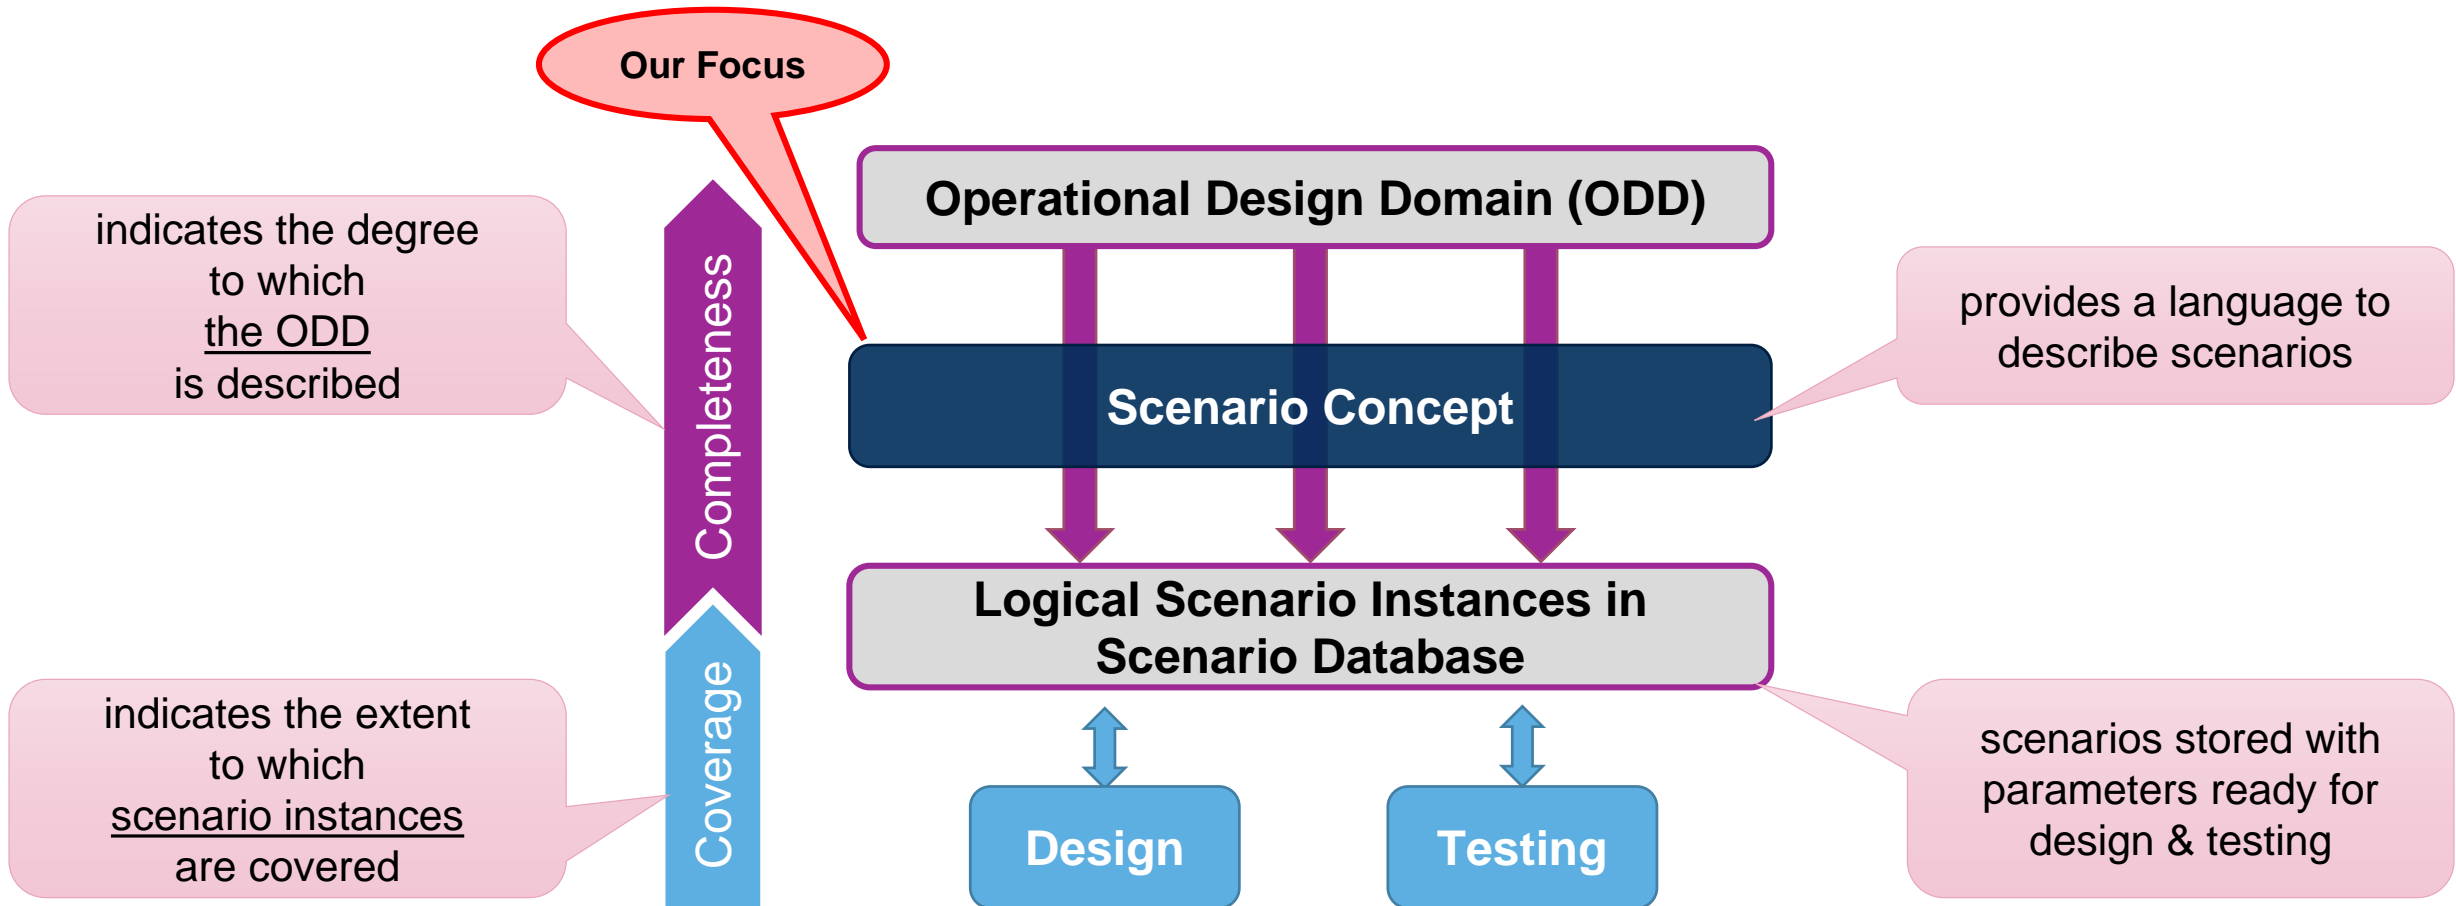 Our Focus
Operational Design Domain (ODD)
indicates the degree
to which
the ODD
is described
Completeness
provides a language to
describe scenarios
Scenario Concept
Logical Scenario Instances in
Scenario Database
indicates the extent
to which
scenario instances
are covered
Coverage
scenarios stored with
parameters ready for
design & testing
Design
Testing